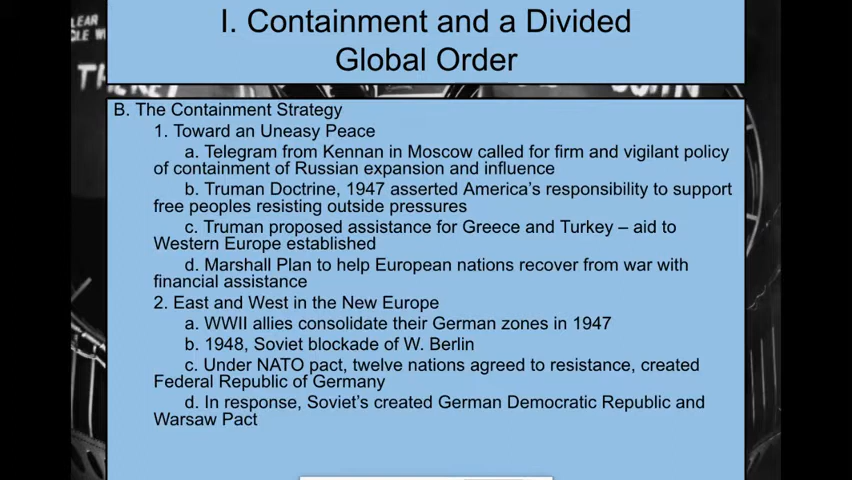 I. Containment and a Divided
Global Order
B. The Containment Strategy
1. Toward an Uneasy Peace
a. Telegram from Kennan in Moscow called for firm and vigilant policy
of containment of Russian expansion and influence
b. Truman Doctrine, 1947 asserted America's responsibility to support
free peoples resisting outside pressures
c. Truman proposed assistance for Greece and Turkey – aid to
Western Europe established
d. Marshall Plan to help European nations recover from war with
financial assistance
2. East and West in the New Europe
a. WWII allies consolidate their German zones in 1947
b. 1948, Soviet blockade of W. Berlin
c. Under NATO pact, twelve nations agreed to resistance, created
Federal Republic of Germany
d. In response, Soviet's created German Democratic Republic and
Warsaw Pact